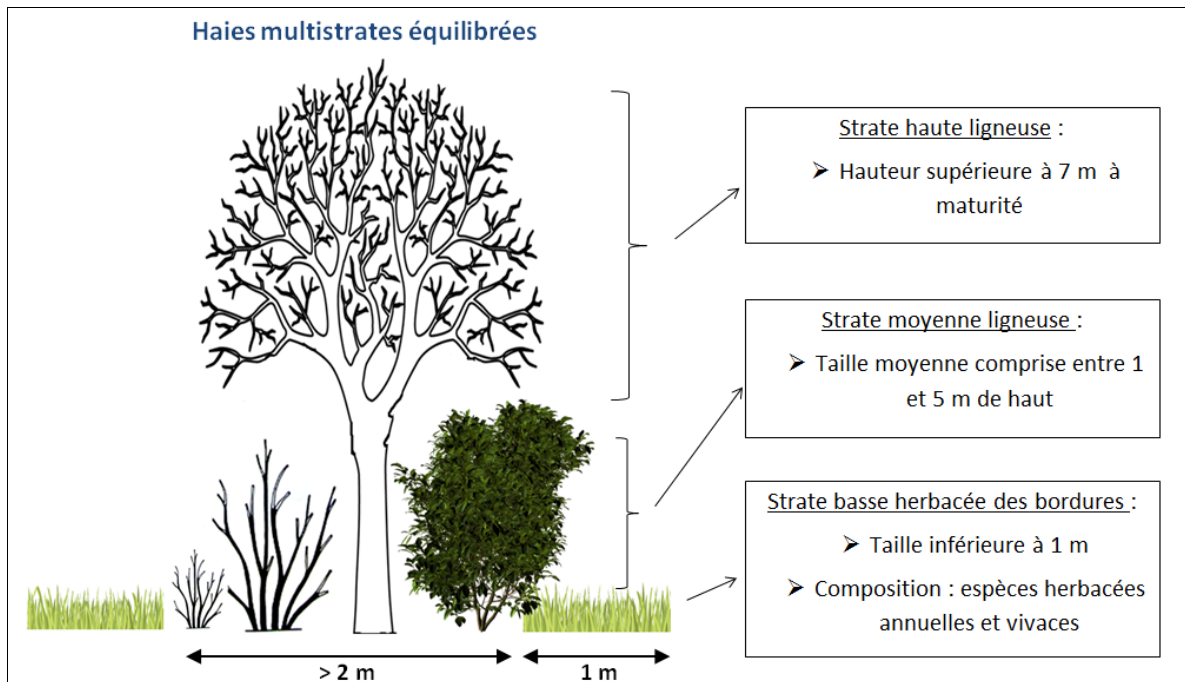 Haies multistrates équilibrées
Strate haute ligneuse :
➢ Hauteur supérieure à 7 m à
maturité
Strate moyenne ligneuse :
➢ Taille moyenne comprise entre 1
et 5 m de haut
Strate basse herbacée des bordures :
➢ Taille inférieure à 1 m
➢ Composition : espèces herbacées
annuelles et vivaces
> 2 m
1 m